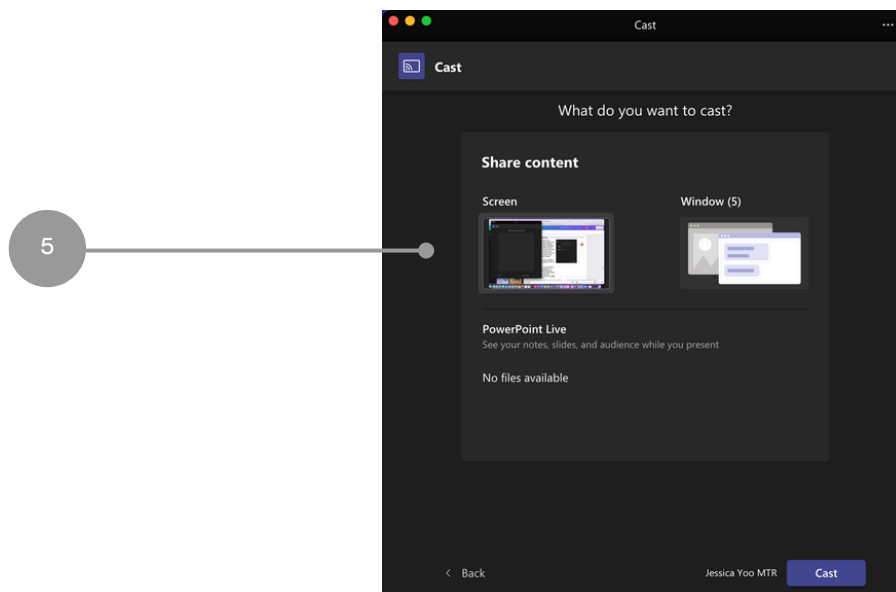 Cast
Cast
What do you want to cast?
Share content
Screen
Window (5)
5
PowerPoint Live
See your notes, slides, and audience while you present
No files available
Back
Jessica Yoo MTR
Cast